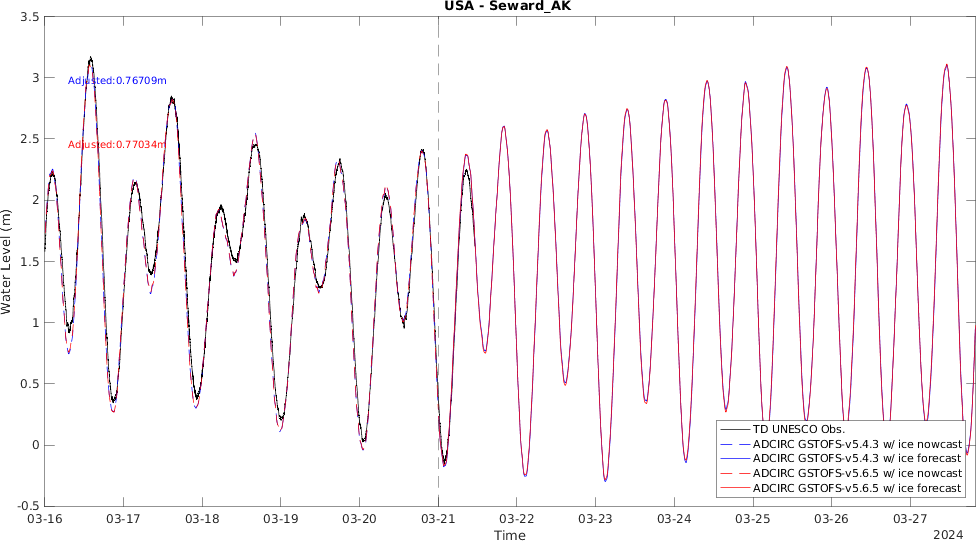 USA - Seward_AK
3.5
3
2.5
2
1.5
1
0.5
0
-0.5
Water Level (m)
Adjusted:0.76709m
Adjusted:0.77034m
TD UNESCO Obs.
ADCIRC GSTOFS-v5.4.3 w/ ice nowcast
ADCIRC GSTOFS-v5.4.3 w/ ice forecast
ADCIRC GSTOFS-v5.6.5 w/ ice nowcast
ADCIRC GSTOFS-v5.6.5 w/ ice forecast
03-16 03-17 03-18 03-19 03-20 03-21 03-22 03-23 03-24 03-25 03-26 03-27
Time
2024